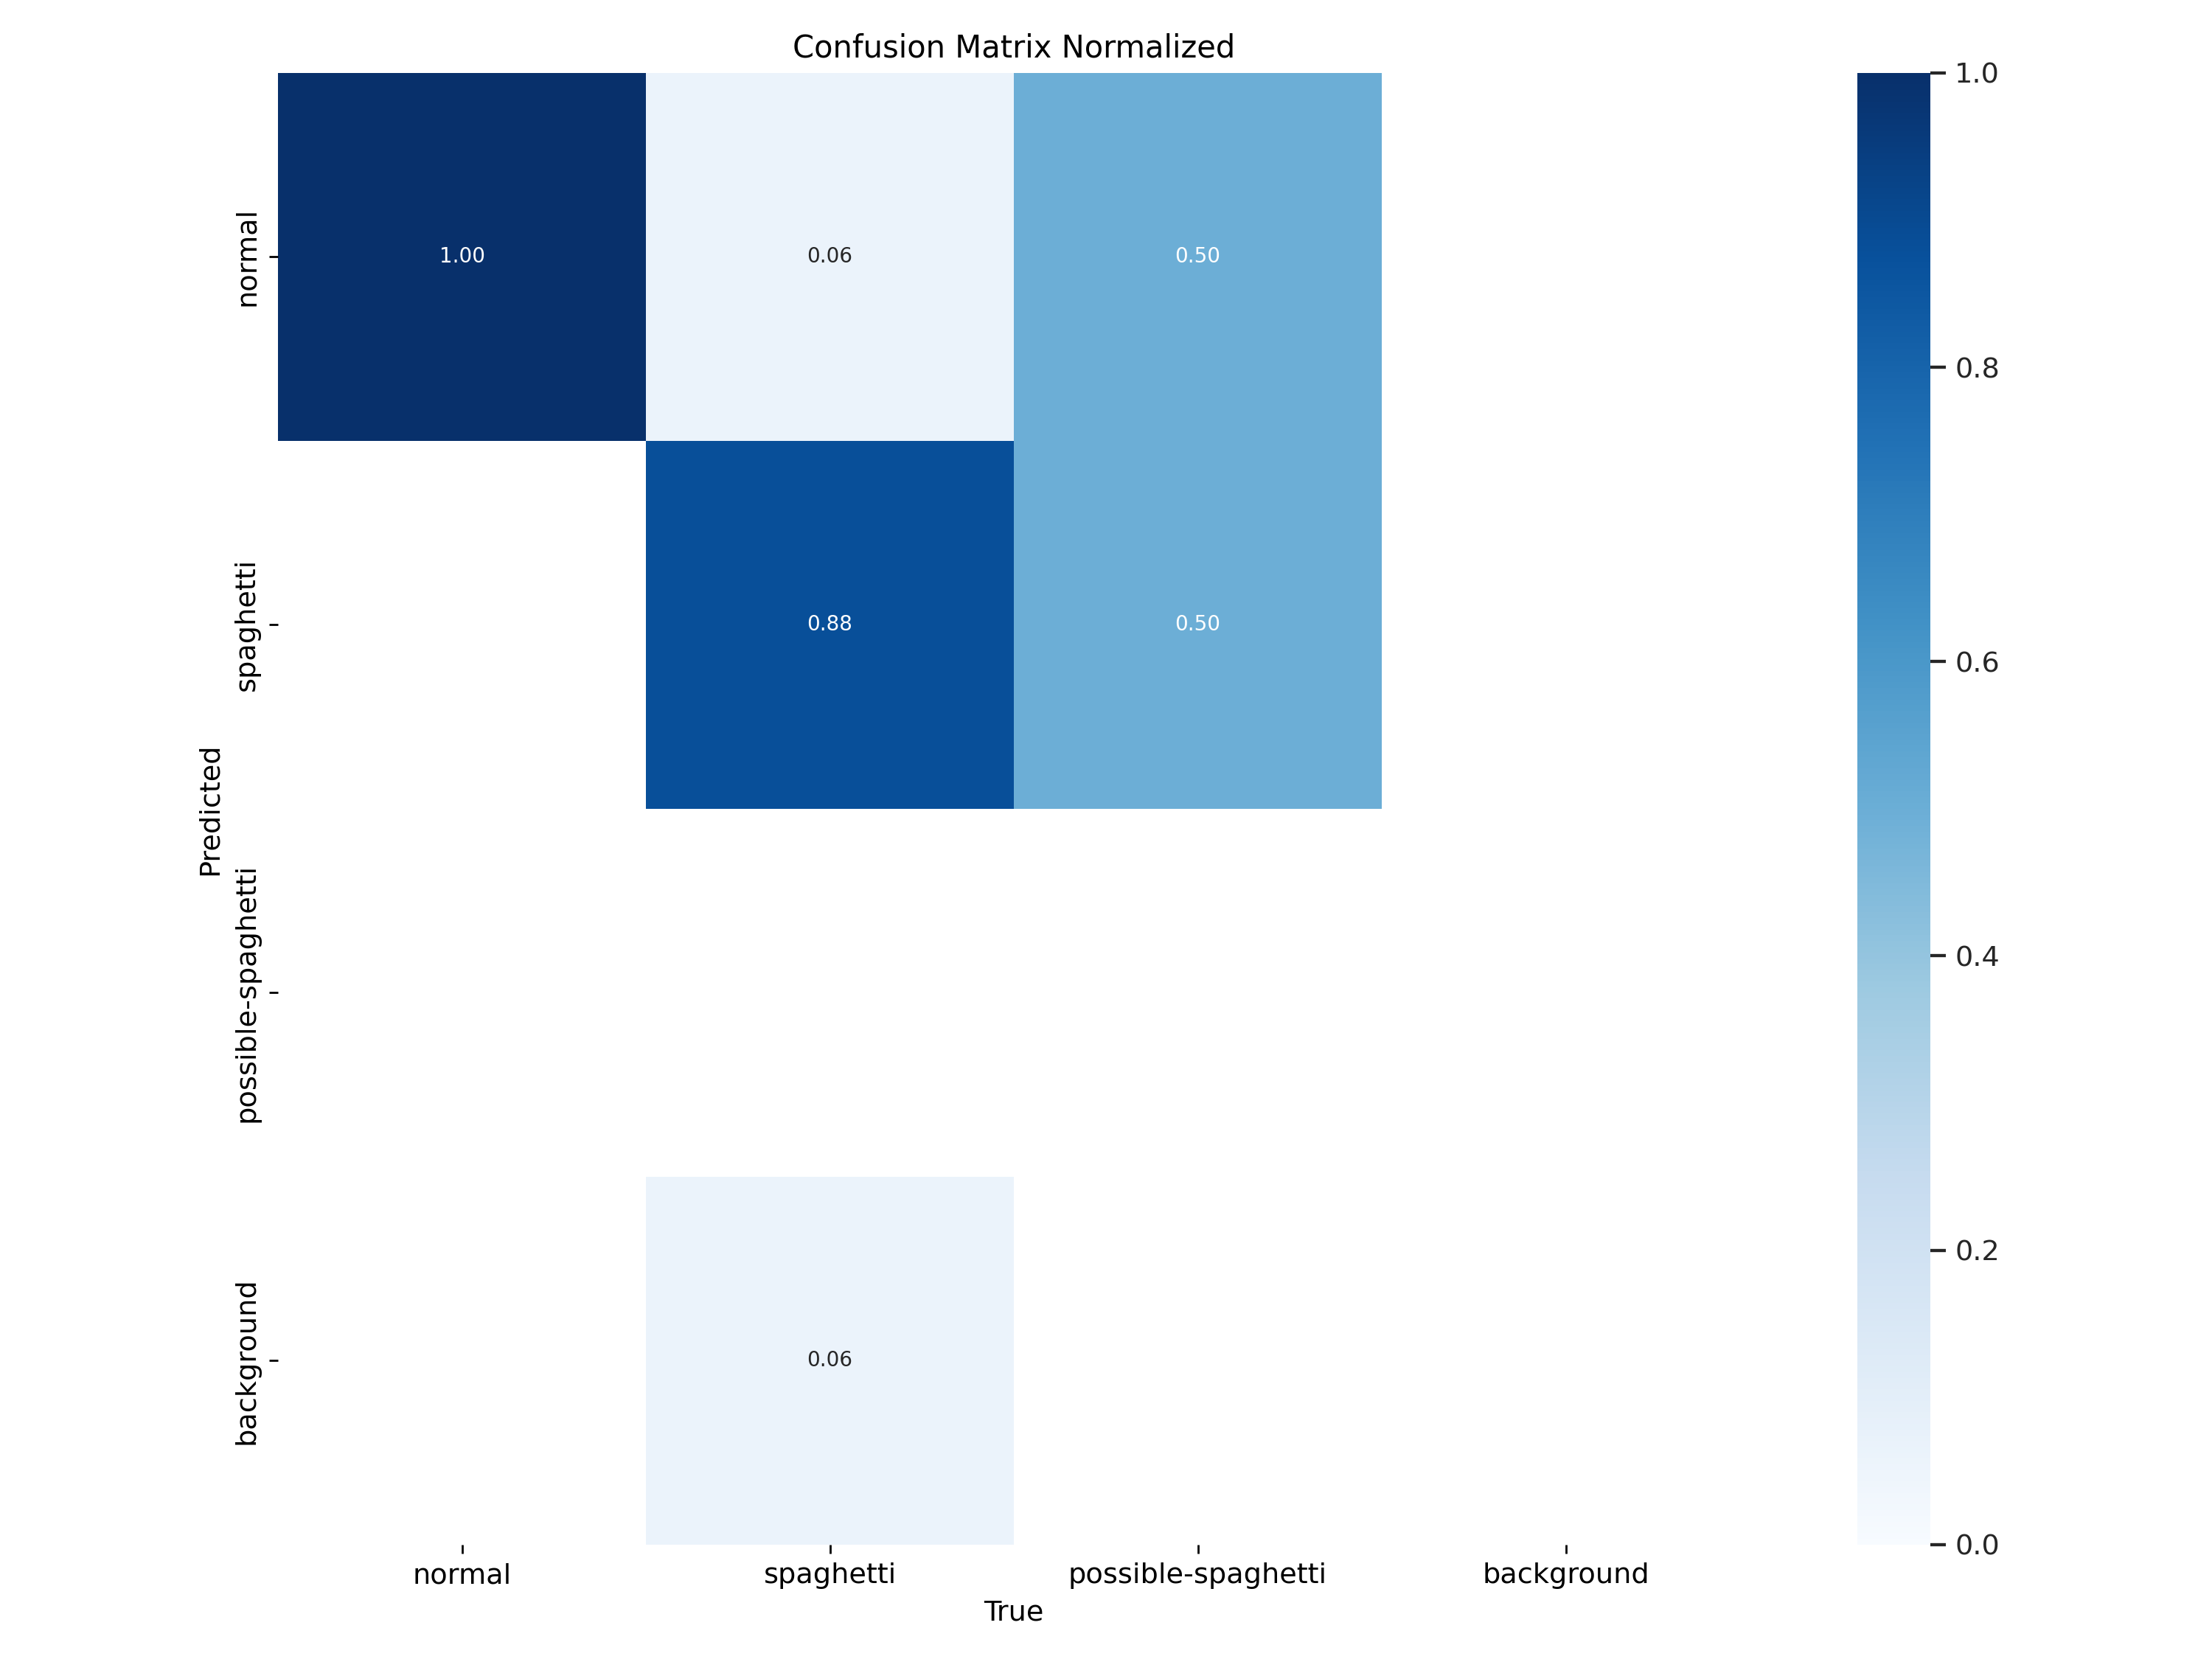 Confusion Matrix Normalized
normal
spaghetti
possible-spaghetti
background
Predicted
1.00
0.06
0.50
0.88
0.50
0.06
normal
spaghetti
possible-spaghetti
background
True
1.0
0.8
0.6
0.4
0.2
0.0